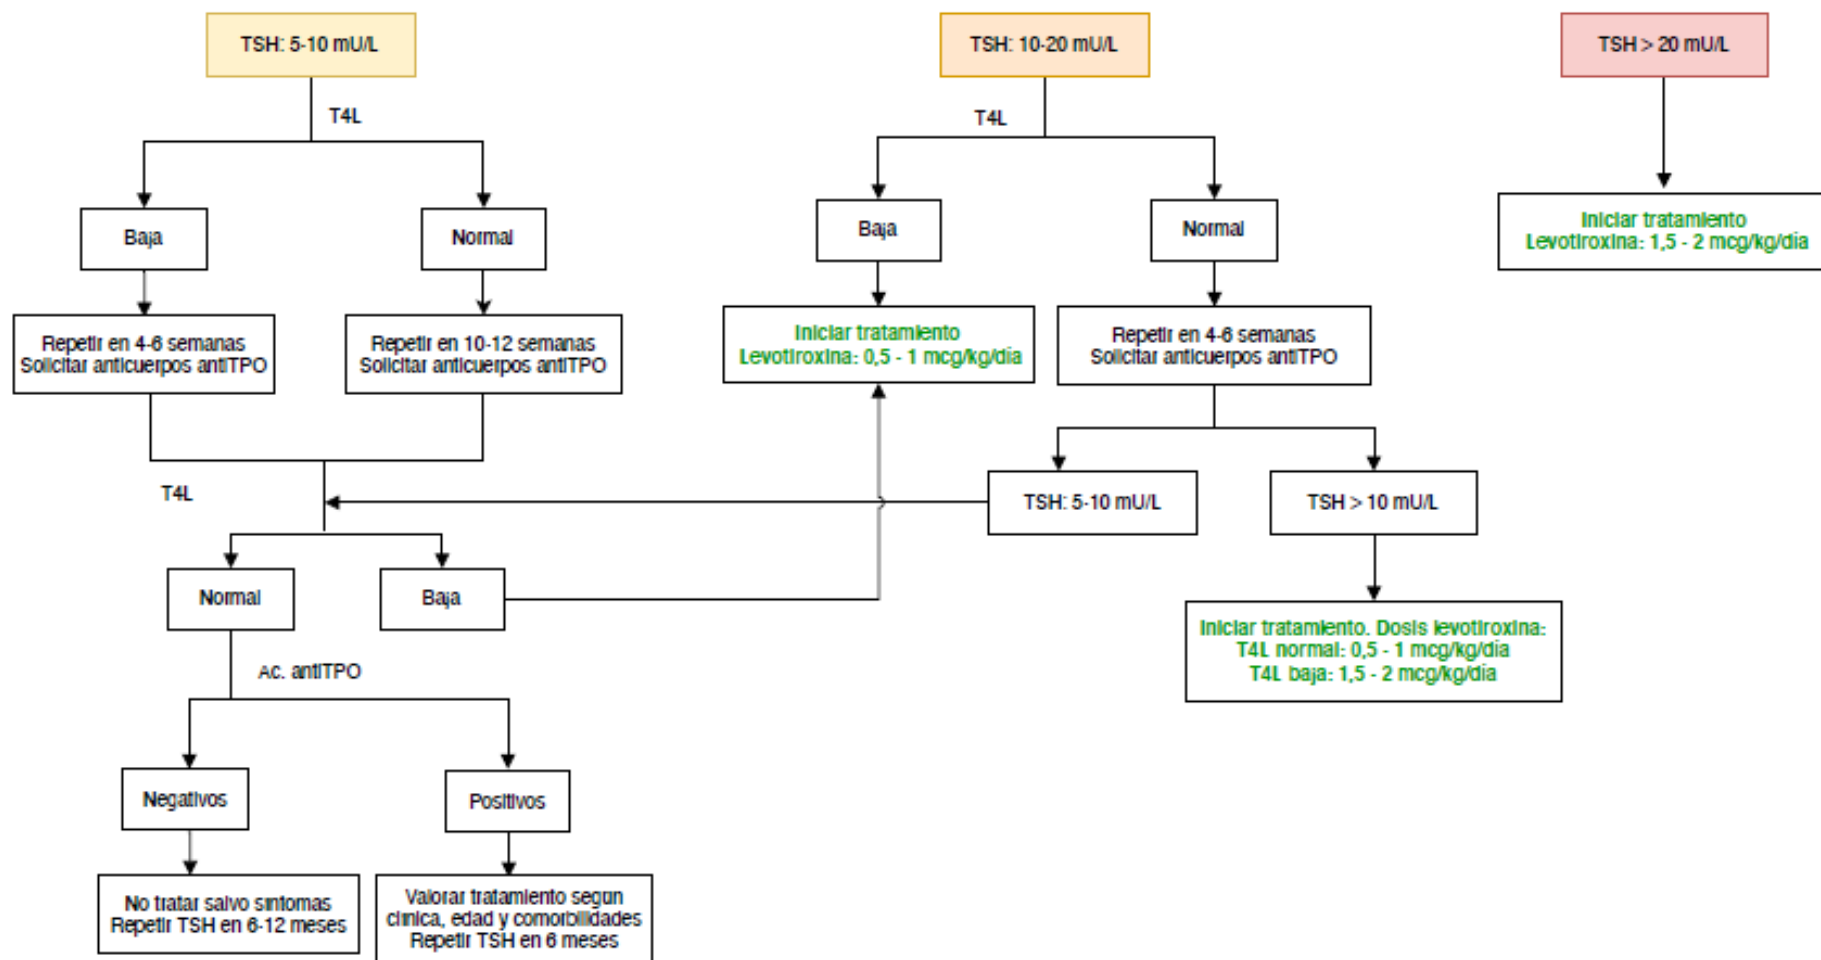 TSH: 5-10 mU/L
TSH: 10-20 mU/L
TSH > 20 mU/L
T4L
T4L
Baja
Normal
Baja
Normal
Iniciar tratamiento
Levotiroxina: 1,5 - 2 mcg/kg/día
Repetir en 4-6 semanas
Solicitar anticuerpos antiTPO
Repetir en 10-12 semanas
Solicitar anticuerpos antiTPO
Iniciar tratamiento
Levotiroxina: 0,5 - 1 mcg/kg/día
Repetir en 4-6 semanas
Solicitar anticuerpos antiTPO
T4L
TSH: 5-10 mU/L
TSH > 10 mU/L
Normal
Baja
Iniciar tratamiento. Dosis levotiroxina:
T4L normal: 0,5 - 1 mcg/kg/día
T4L baja: 1,5 - 2 mcg/kg/día
Ac. antiTPO
Negativos
Positivos
No tratar salvo síntomas
Repetir TSH en 6-12 meses
Valorar tratamiento según
clínica, edad y comorbilidades
Repetir TSH en 6 meses